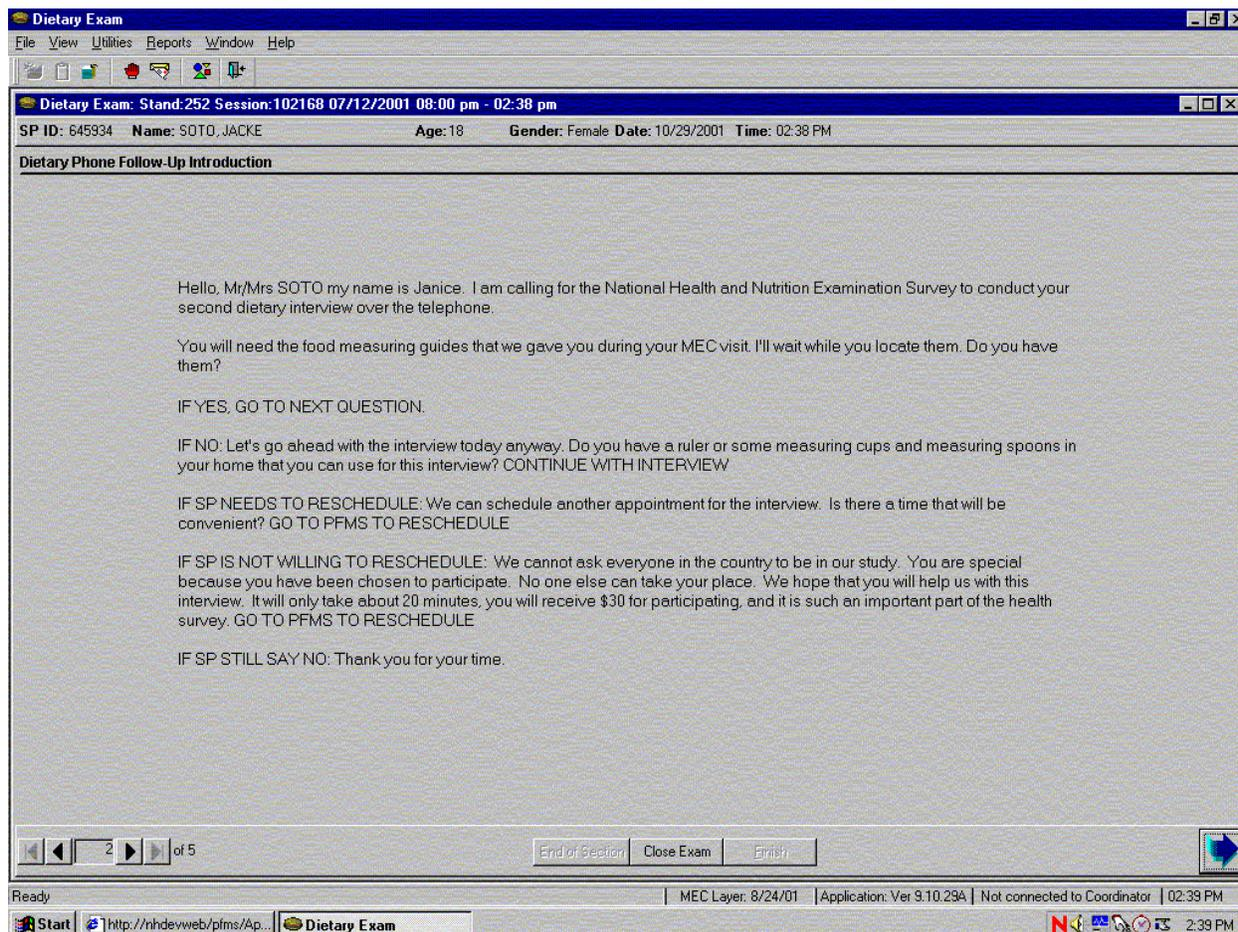 Dietary Exam
File View Utilities Reports Window Help
Dietary Exam: Stand:252 Session:102168 07/12/2001 08:00 pm - 02:38 pm
SP ID: 645934 Name: SOTO, JACKE Age: 18 Gender: Female Date: 10/29/2001 Time: 02:38 PM
Dietary Phone Follow-Up Introduction
Hello, Mr/Mrs SOTO my name is Janice. I am calling for the National Health and Nutrition Examination Survey to conduct your
second dietary interview over the telephone.
You will need the food measuring guides that we gave you during your MEC visit. I'll wait while you locate them. Do you have
them?
IF YES, GO TO NEXT QUESTION.
IF NO: Let's go ahead with the interview today anyway. Do you have a ruler or some measuring cups and measuring spoons in
your home that you can use for this interview? CONTINUE WITH INTERVIEW
IF SP NEEDS TO RESCHEDULE: We can schedule another appointment for the interview. Is there a time that will be
convenient? GO TO PFMS TO RESCHEDULE
IF SP IS NOT WILLING TO RESCHEDULE: We cannot ask everyone in the country to be in our study. You are special
because you have been chosen to participate. No one else can take your place. We hope that you will help us with this
interview. It will only take about 20 minutes, you will receive $30 for participating, and it is such an important part of the health
survey. GO TO PFMS TO RESCHEDULE
IF SP STILL SAY NO: Thank you for your time.
2 of 5 End of Section Close Exam Finish
Ready MEC Layer: 8/24/01 Application: Ver 9.10.29A Not connected to Coordinator 02:39 PM
Start http://nhdevweb/pfms/Ap... Dietary Exam N 2:39 PM